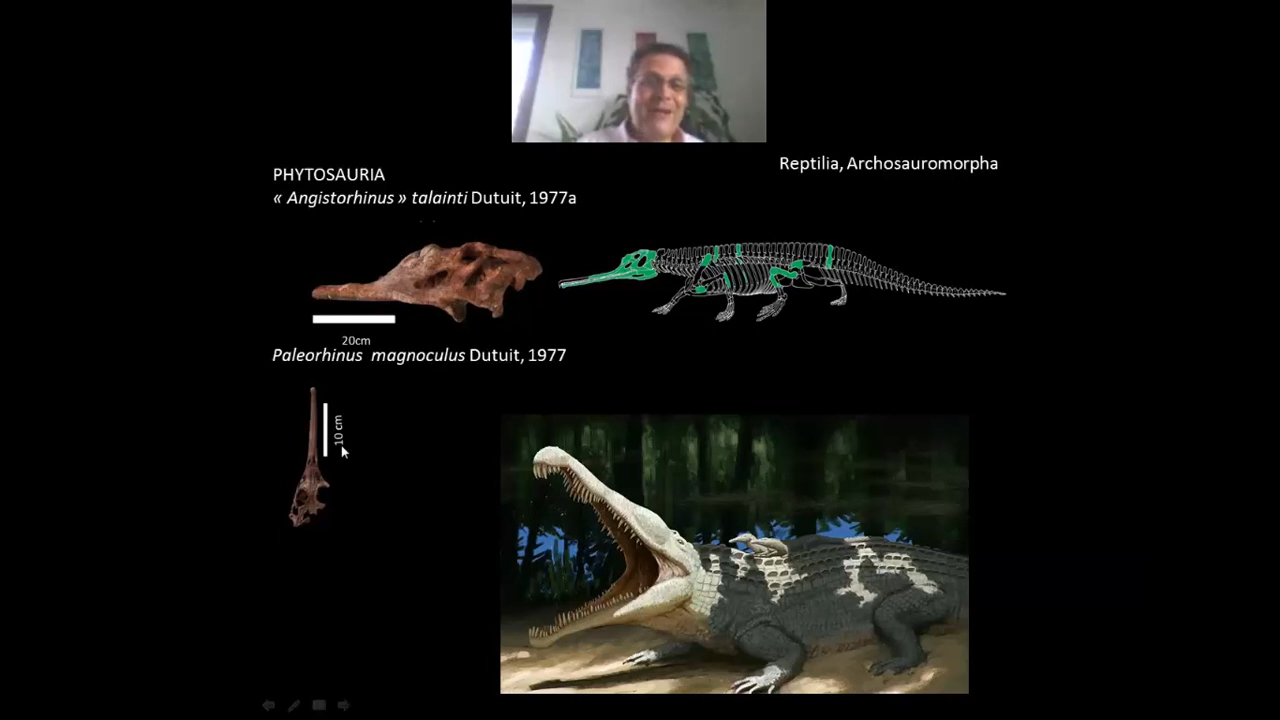 Reptilia, Archosauromorpha
PHYTOSAURIA
« Angistorhinus » talainti Dutuit, 1977a
20cm
Paleorhinus magnoculus Dutuit, 1977
10 cm